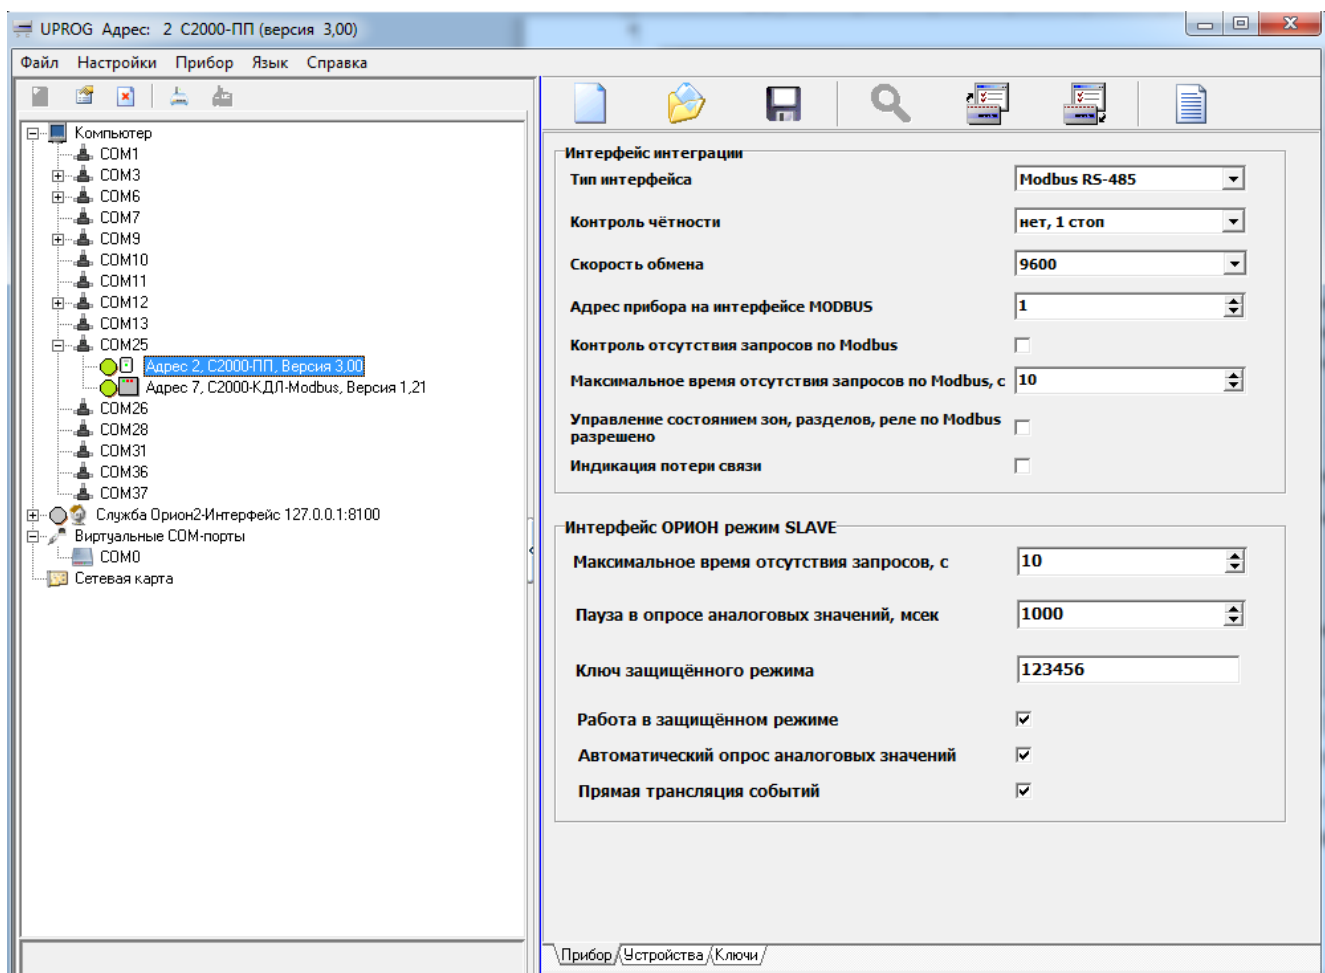 UPROG Адрес: 2 С2000-ПП (версия 3,00)
Файл Настройки Прибор Язык Справка
Компьютер
COM1
COM3
COM6
COM7
COM9
COM10
COM11
COM12
COM13
COM25
Адрес 2, С2000-ПП, Версия 3,00
Адрес 7, С2000-КДЛ-Modbus, Версия 1,21
COM26
COM28
COM31
COM36
COM37
Служба Орион2-Интерфейс 127.0.0.1:8100
Виртуальные COM-порты
COM0
Сетевая карта
Интерфейс интеграции
Тип интерфейса Modbus RS-485
Контроль чётности нет, 1 стоп
Скорость обмена 9600
Адрес прибора на интерфейсе MODBUS 1
Контроль отсутствия запросов по Modbus
Максимальное время отсутствия запросов по Modbus, с 10
Управление состоянием зон, разделов, реле по Modbus
разрешено
Индикация потери связи
Интерфейс ОРИОН режим SLAVE
Максимальное время отсутствия запросов, с 10
Пауза в опросе аналоговых значений, мсек 1000
Ключ защищённого режима 123456
Работа в защищённом режиме
Автоматический опрос аналоговых значений
Прямая трансляция событий
Прибор Устройства Ключи